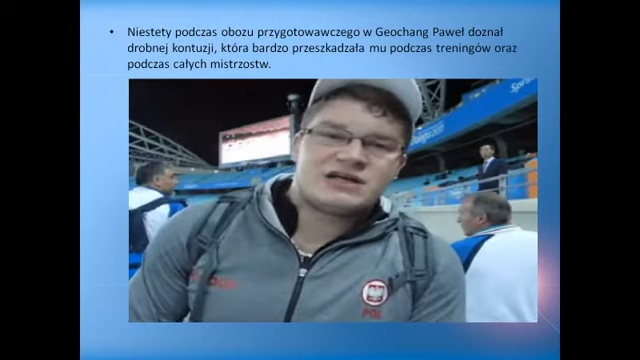 • Niestety podczas obozu przygotowawczego w Geochang Paweł doznał
drobnej kontuzji, która bardzo przeszkadzała mu podczas treningów oraz
podczas całych mistrzostw.
POL